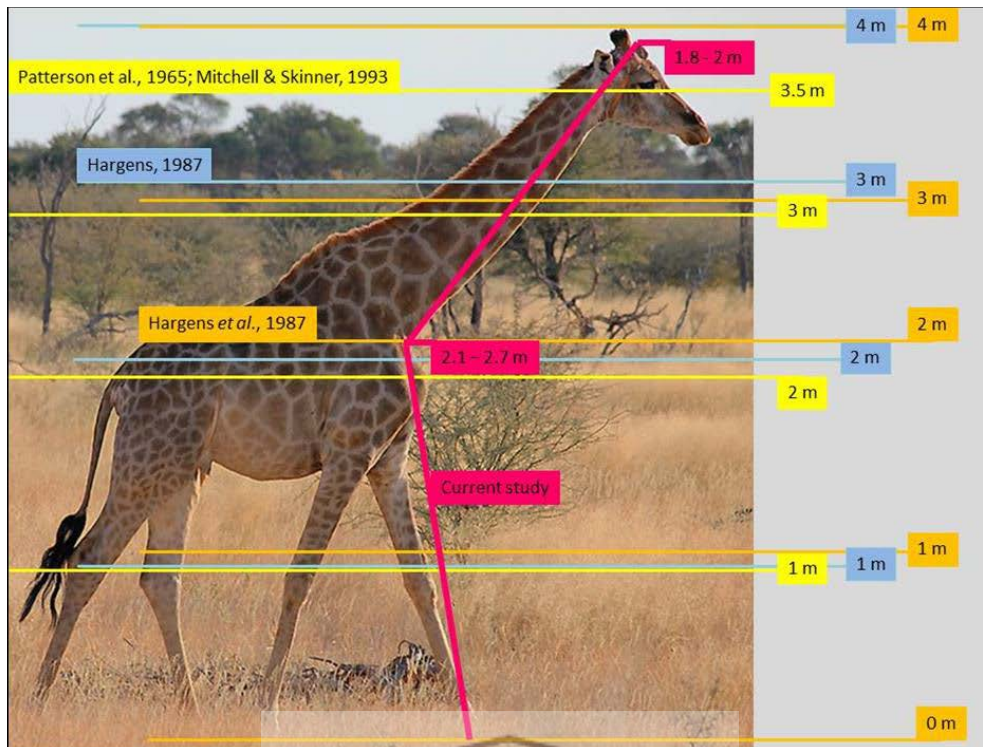 4 m
4 m
1.8 - 2 m
Patterson et al., 1965; Mitchell & Skinner, 1993
3.5 m
Hargens, 1987
3 m
3 m
3 m
Hargens et al., 1987
2 m
2.1 – 2.7 m
2 m
2 m
Current study
1 m
1 m
1 m
0 m